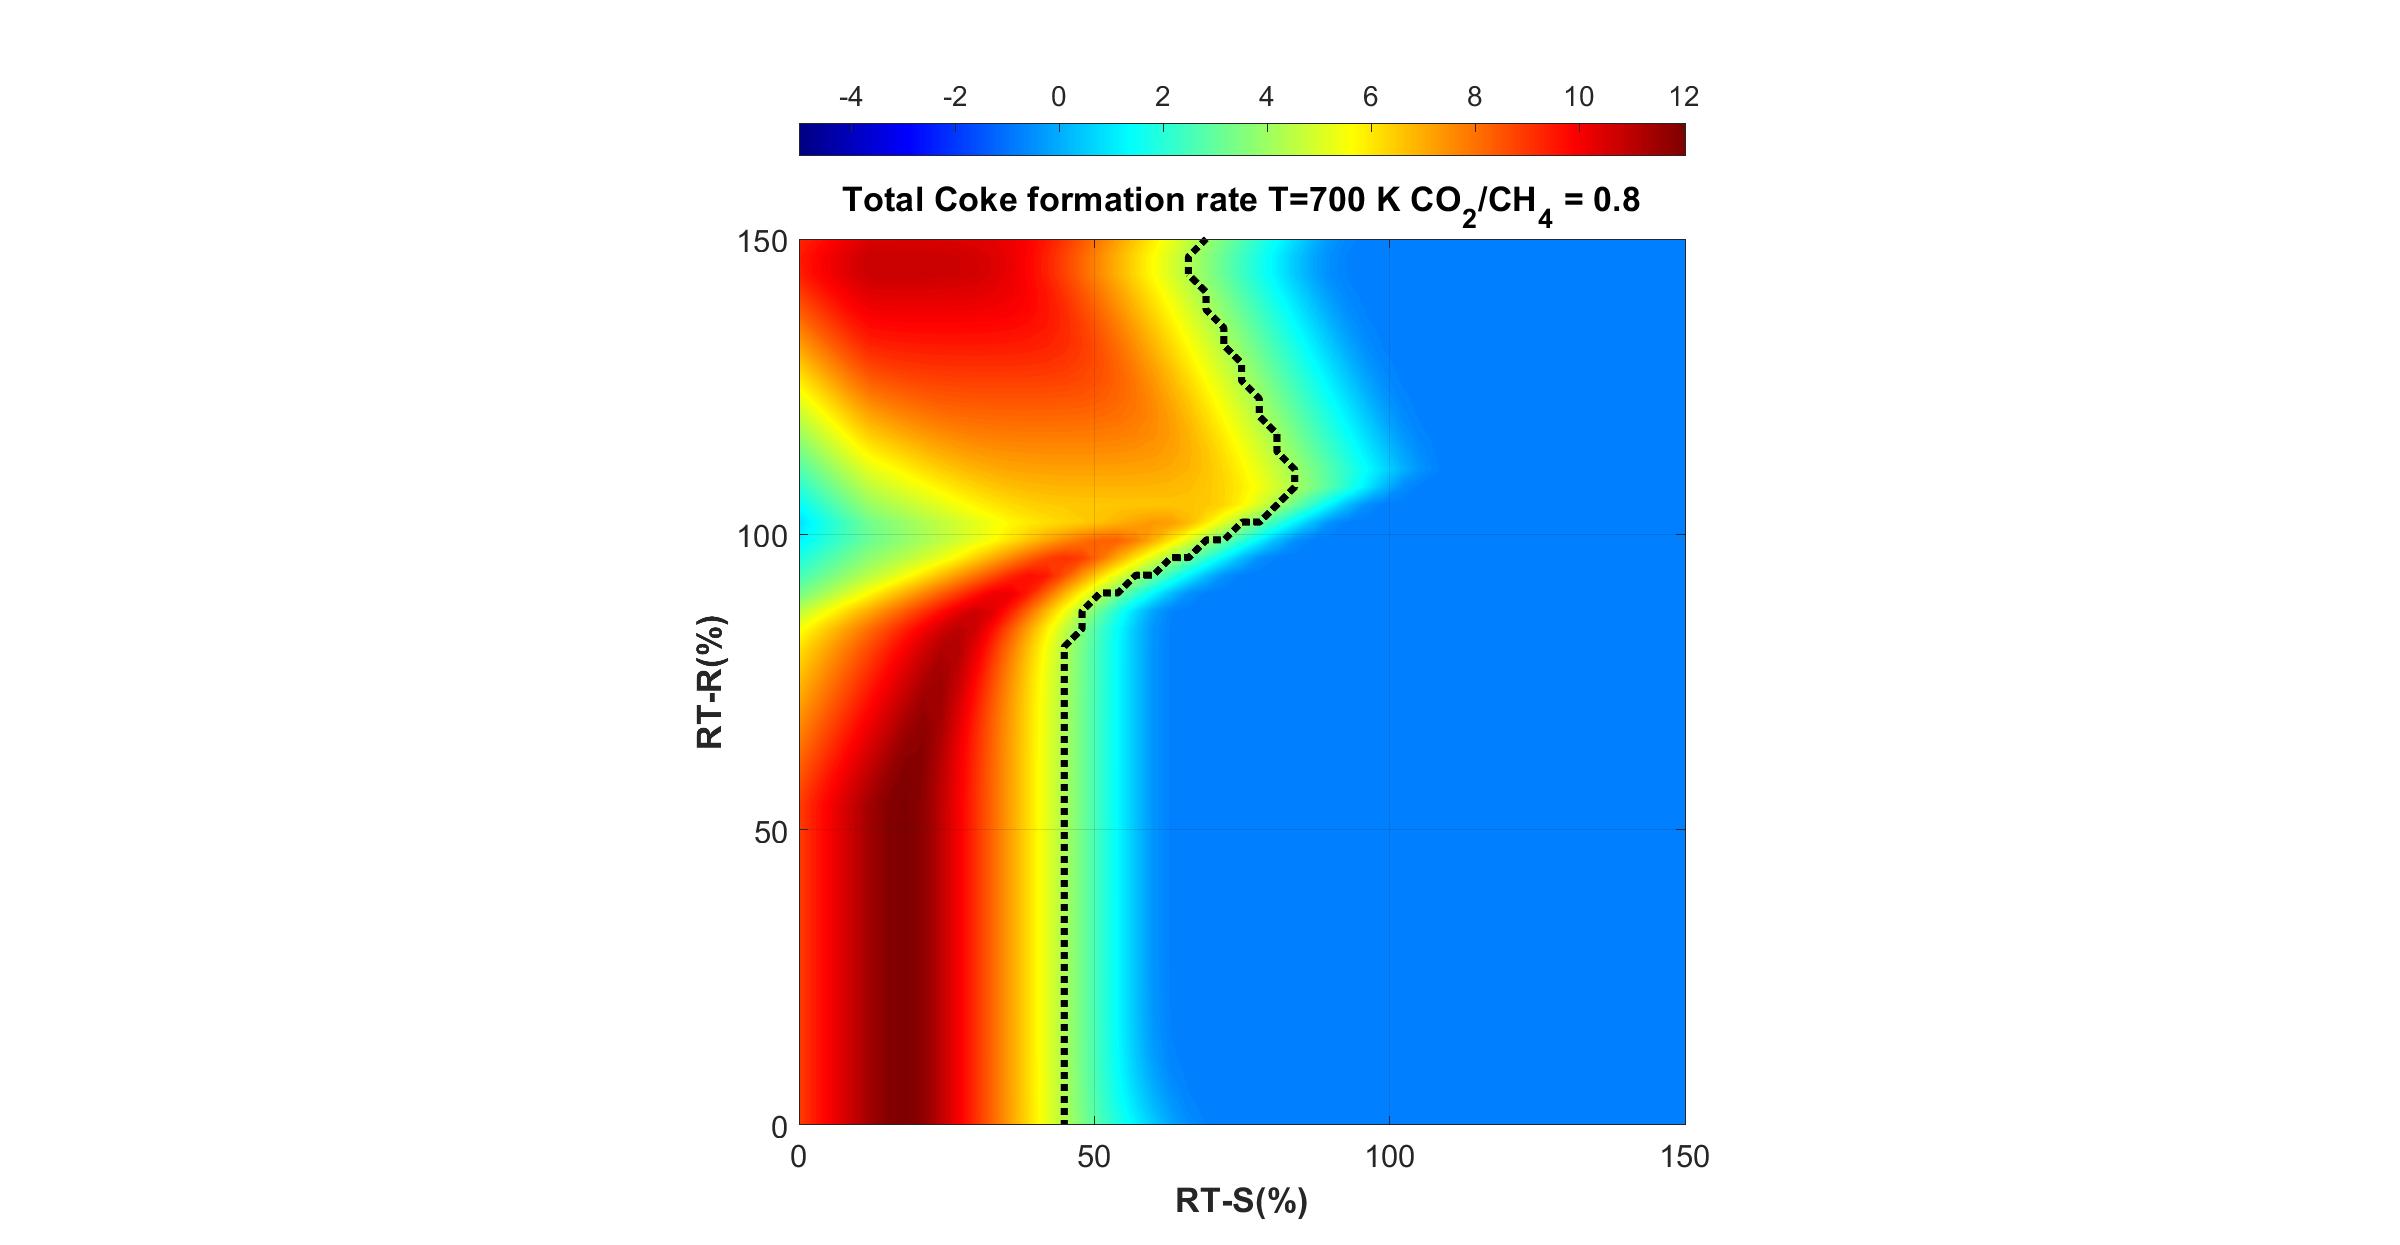 -4 -2 0 2 4 6 8 10 12
Total Coke formation rate T=700 K CO₂/CH₄ = 0.8
150
100
50
0
RT-R(%)
0 50 100 150
RT-S(%)